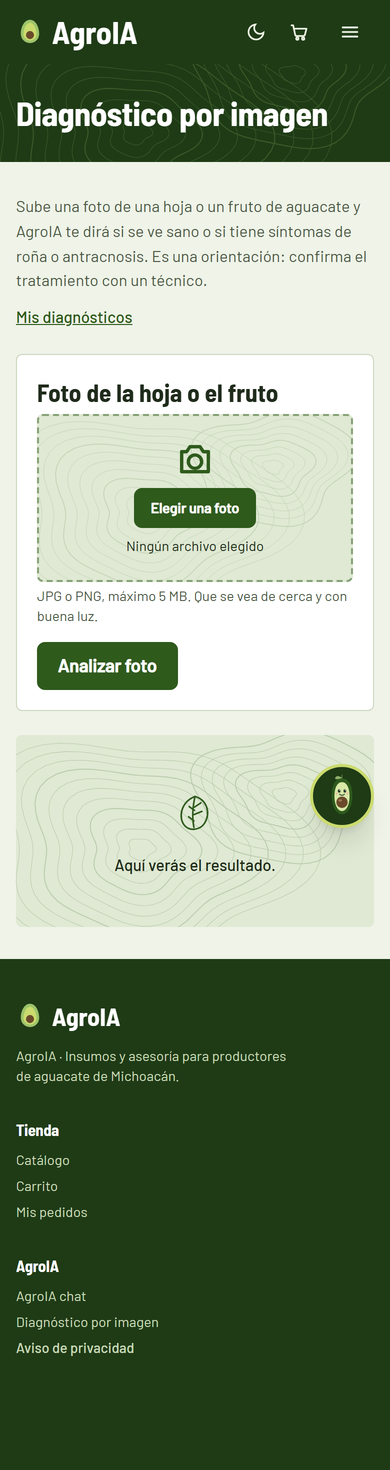 AgroIA
Diagnóstico por imagen
Sube una foto de una hoja o un fruto de aguacate y
AgroIA te dirá si se ve sano o si tiene síntomas de
roña o antracnosis. Es una orientación: confirma el
tratamiento con un técnico.
Mis diagnósticos
Foto de la hoja o el fruto
Elegir una foto
Ningún archivo elegido
JPG o PNG, máximo 5 MB. Que se vea de cerca y con
buena luz.
Analizar foto
Aquí verás el resultado.
AgroIA
AgroIA · Insumos y asesoría para productores
de aguacate de Michoacán.
Tienda
Catálogo
Carrito
Mis pedidos
AgroIA
AgroIA chat
Diagnóstico por imagen
Aviso de privacidad